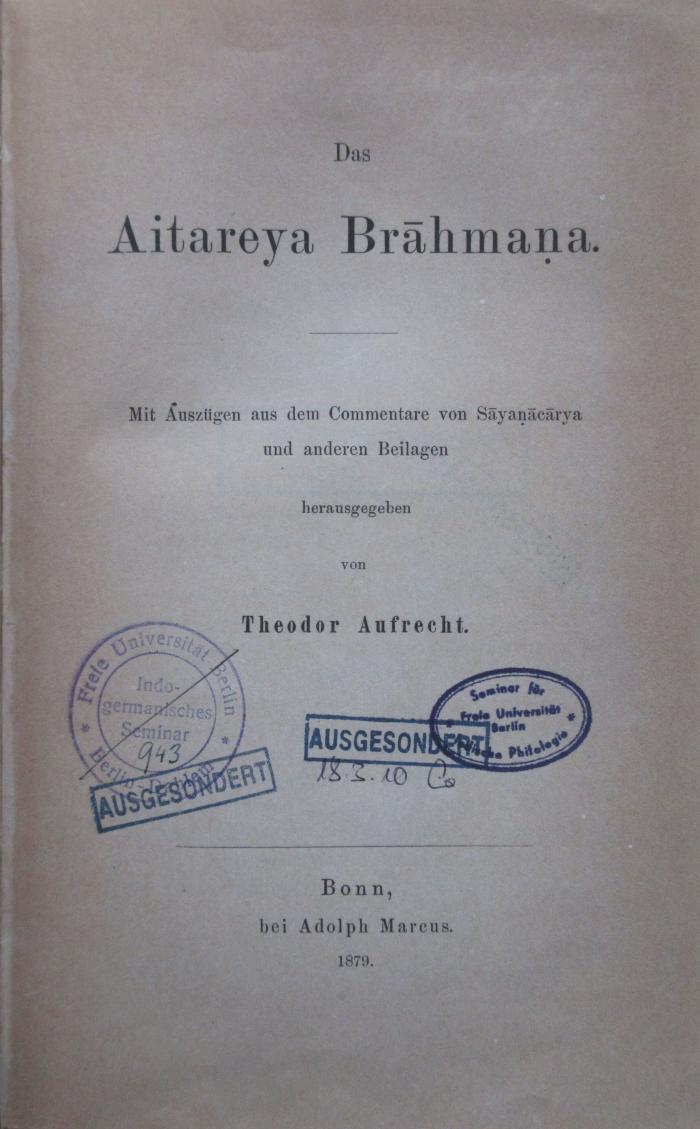 Das
Aitareya Brāhmaṇa.
Mit Auszügen aus dem Commentare von Sāyaṇācārya
und anderen Beilagen
herausgegeben
von
Theodor Aufrecht.
Freie Universität Berlin
Indo-
germanisches
Seminar
943
* Berlin-Dahlem *
AUSGESONDERT
AUSGESONDERT
18.3.10
Seminar für
Freie Universität
Berlin
Philologie
Bonn,
bei Adolph Marcus.
1879.